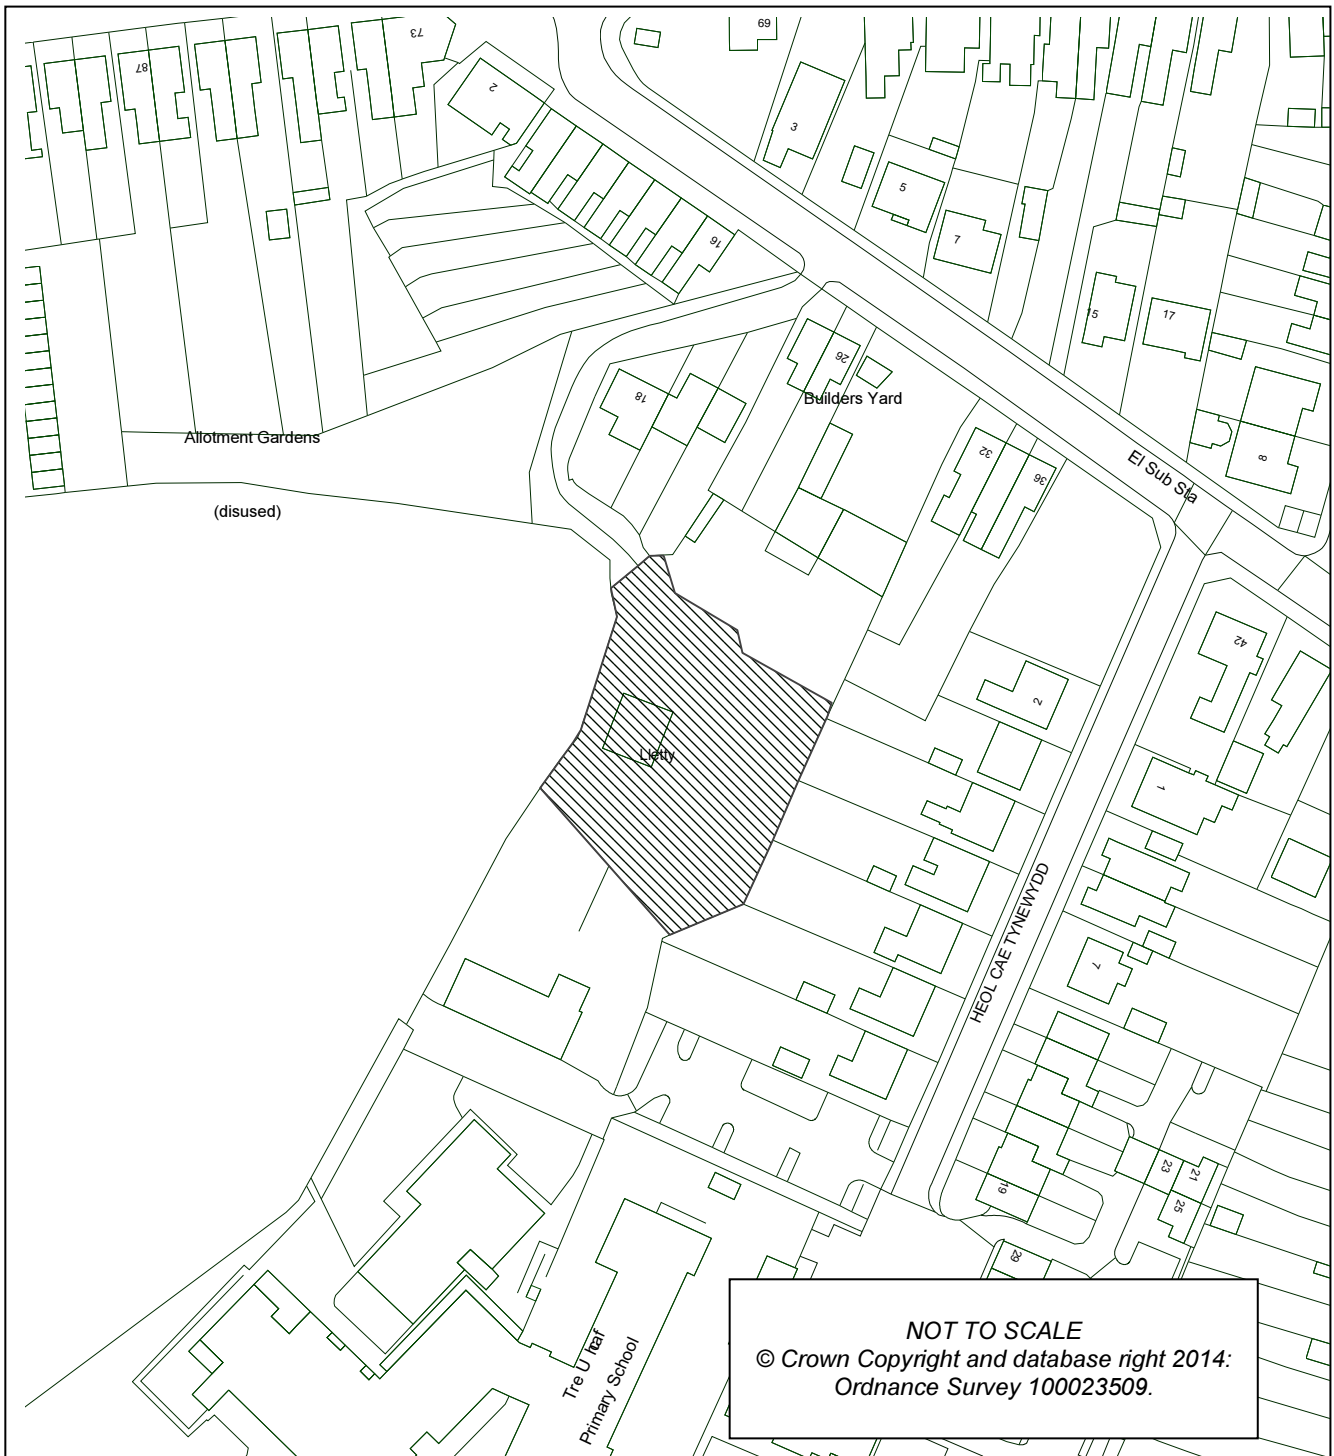 69
73
87
2
3
5
7
16
15
17
26
18
Builders Yard
Allotment Gardens
(disused)
32
36
El Sub Sta
8
42
2
Lletty
1
HEOL CAE TYNEWYDD
7
19
23
21
25
29
Primary School
NOT TO SCALE
© Crown Copyright and database right 2014:
Ordnance Survey 100023509.